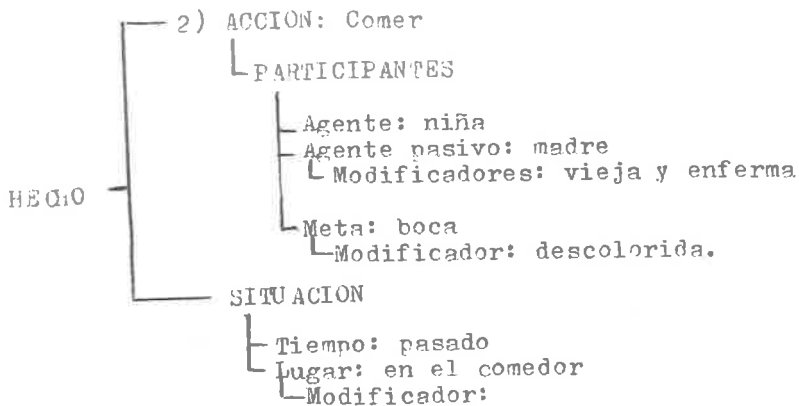 2) ACCION: Comer
PARTICIPANTES
Agente: niña
Agente pasivo: madre
Modificadores: vieja y enferma
HECHO
Meta: boca
Modificador: descolorida.
SITUACION
Tiempo: pasado
Lugar: en el comedor
Modificador: